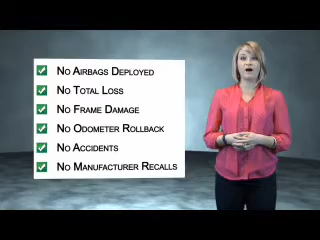 No Airbags Deployed
No Total Loss
No Frame Damage
No Odometer Rollback
No Accidents
No Manufacturer Recalls